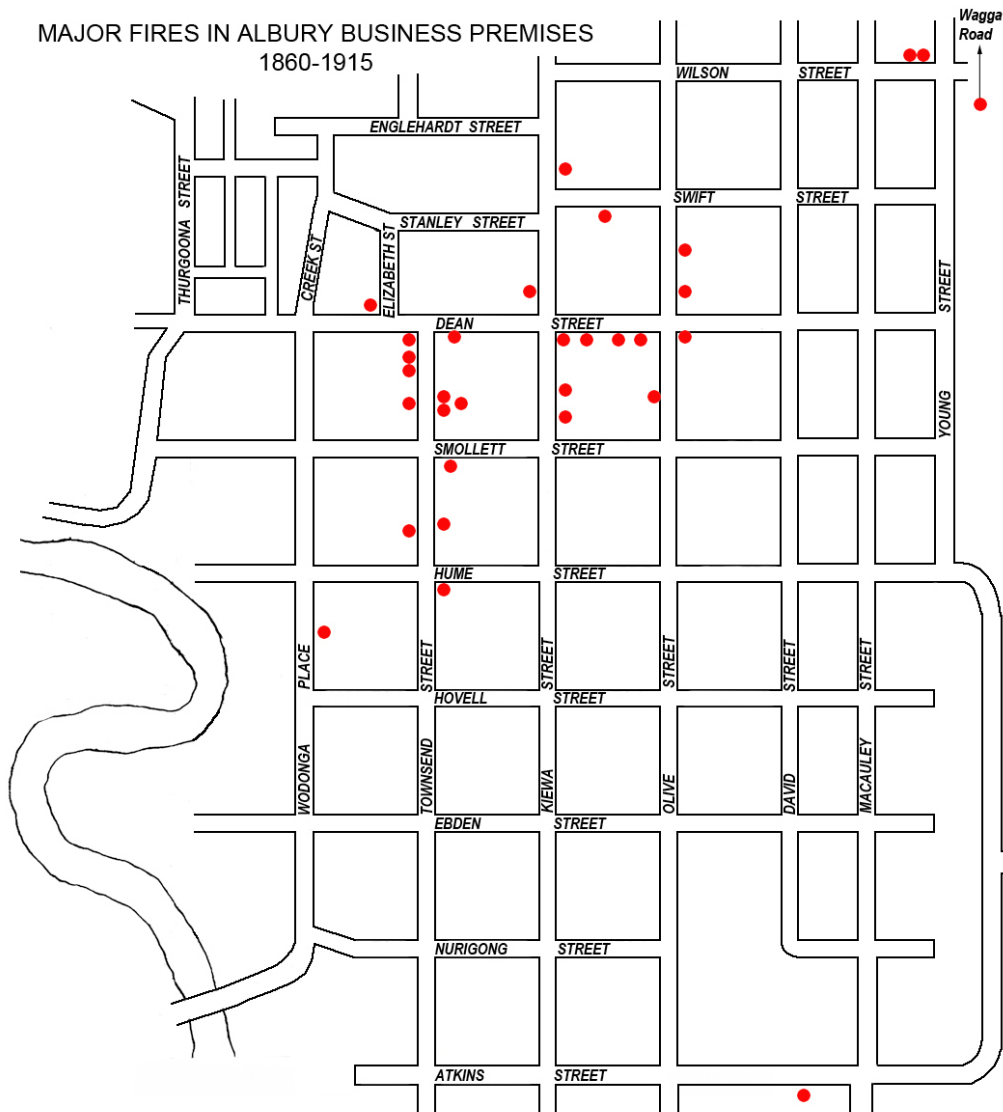 MAJOR FIRES IN ALBURY BUSINESS PREMISES
1860-1915
Wagga
Road
WILSON STREET
ENGLEHARDT STREET
THURGOONA STREET
SWIFT STREET
STANLEY STREET
CREEK ST
ELIZABETH ST
YOUNG STREET
DEAN STREET
SMOLLETT STREET
HUME STREET
WODONGA PLACE
TOWNSEND STREET
KIEWA STREET
OLIVE STREET
DAVID STREET
MACAULEY STREET
HOVELL STREET
EBDEN STREET
NURIGONG STREET
ATKINS STREET